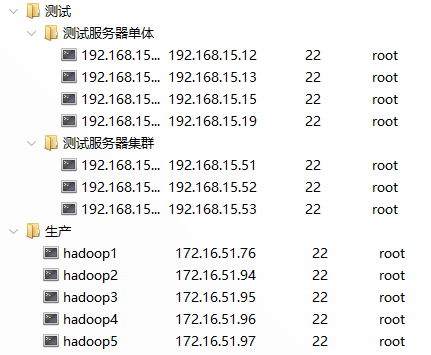 测试
测试服务器单体
192.168.15... 192.168.15.12 22 root
192.168.15... 192.168.15.13 22 root
192.168.15... 192.168.15.15 22 root
192.168.15... 192.168.15.19 22 root
测试服务器集群
192.168.15... 192.168.15.51 22 root
192.168.15... 192.168.15.52 22 root
192.168.15... 192.168.15.53 22 root
生产
hadoop1 172.16.51.76 22 root
hadoop2 172.16.51.94 22 root
hadoop3 172.16.51.95 22 root
hadoop4 172.16.51.96 22 root
hadoop5 172.16.51.97 22 root